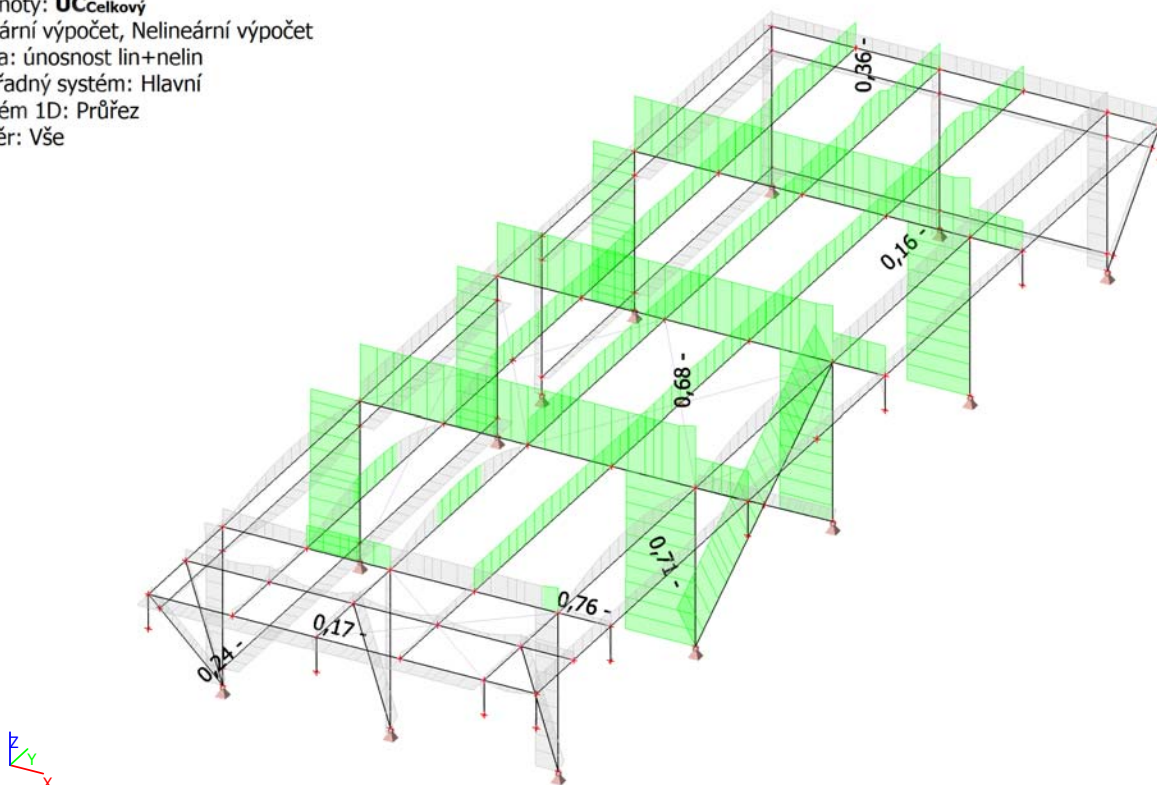 noty: UCCelkový
ární výpočet, Nelineární výpočet
a: únosnost lin+nelin
řadný systém: Hlavní
ém 1D: Průřez
ěr: Vše
0,36 -
0,16 -
0,68 -
0,71 -
0,76 -
0,17 -
0,24 -
Z
Y
X